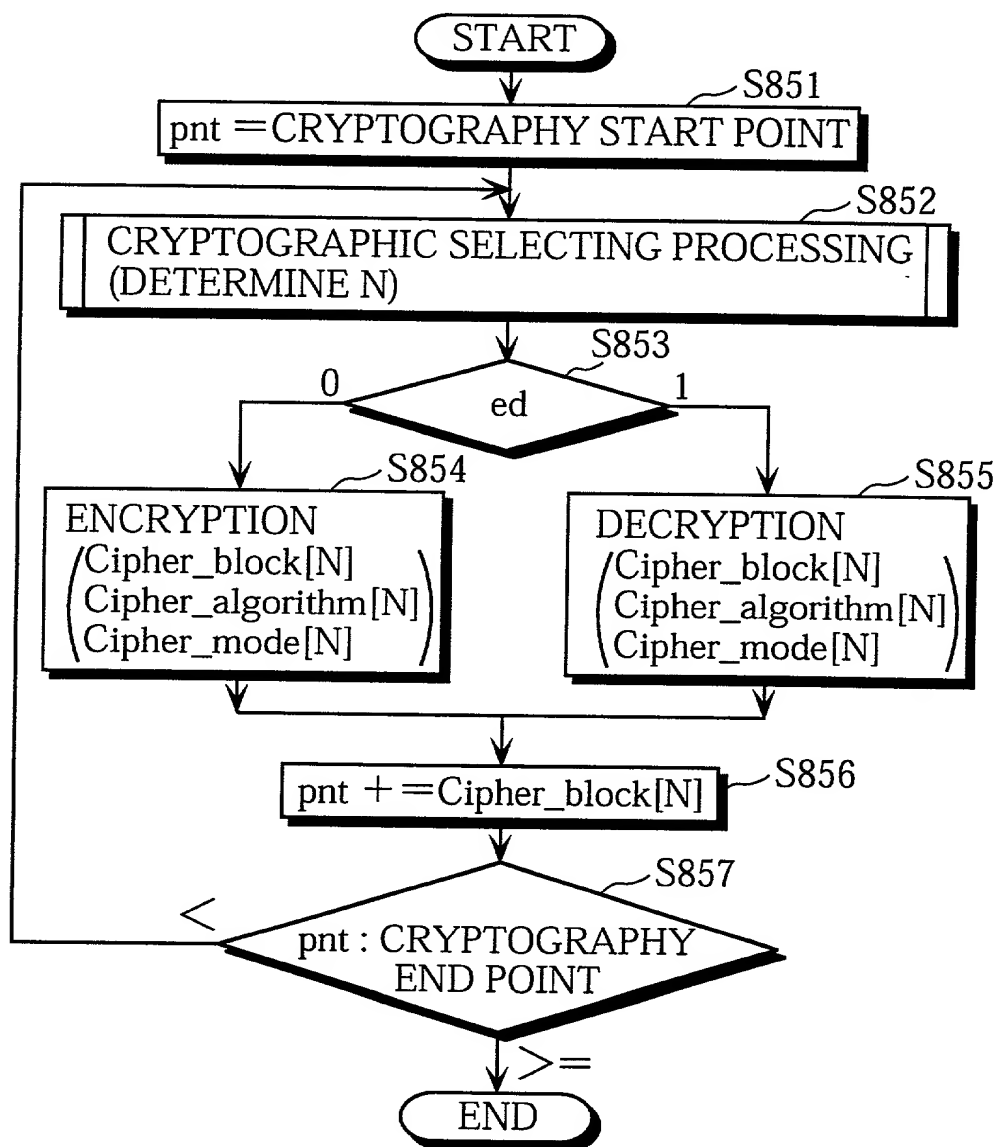 START
S851
pnt =CRYPTOGRAPHY START POINT
S852
CRYPTOGRAPHIC SELECTING PROCESSING
(DETERMINE N)
S853
0
ed
1
S854
ENCRYPTION
(Cipher_block[N]
Cipher_algorithm[N]
Cipher_mode[N])
S855
DECRYPTION
(Cipher_block[N]
Cipher_algorithm[N]
Cipher_mode[N])
pnt +=Cipher_block[N]
S856
S857
<
pnt : CRYPTOGRAPHY
END POINT
>=
END